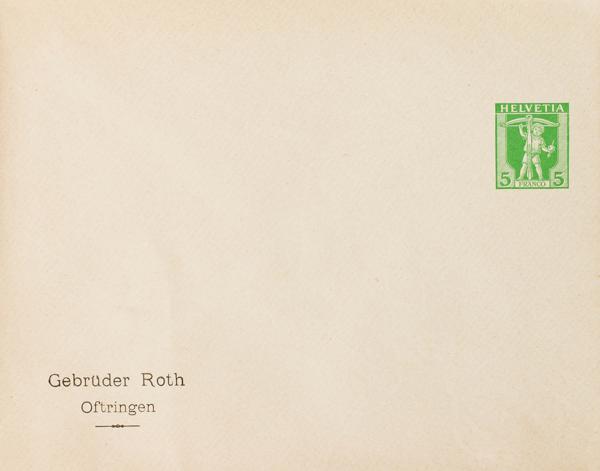 HELVETIA
5 FRANCO 5
Gebrüder Roth
Oftringen